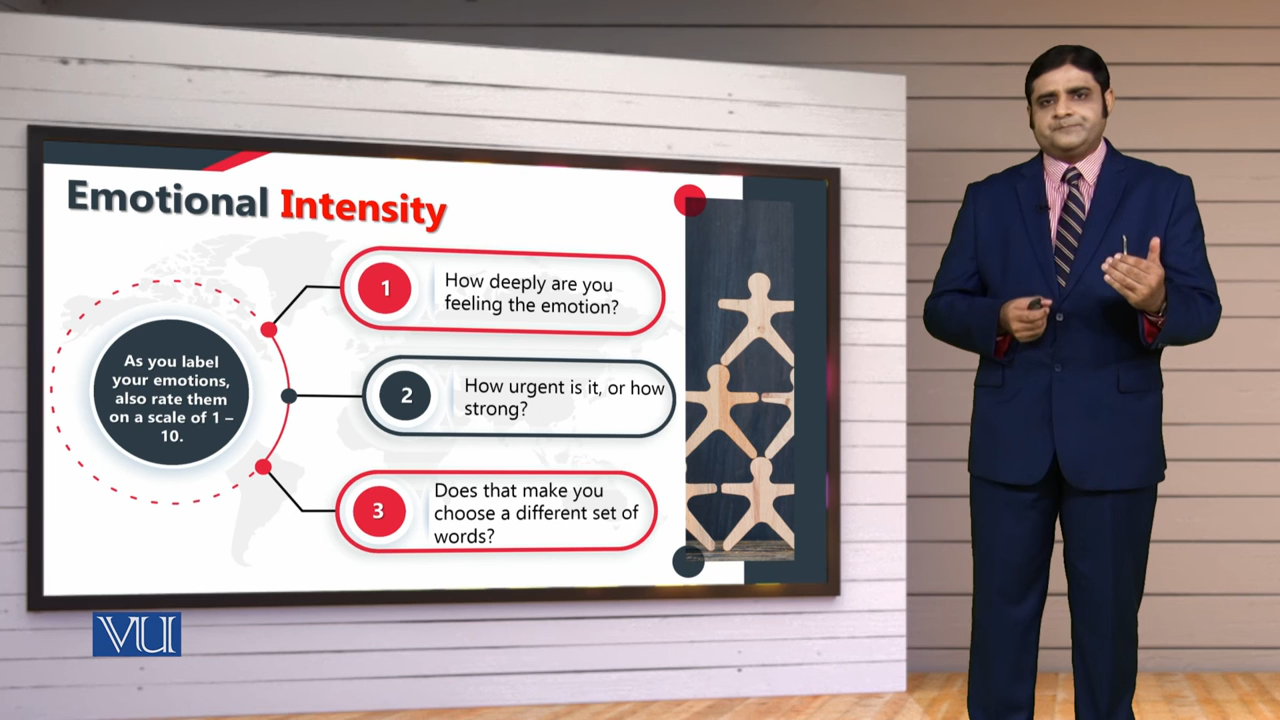 Emotional Intensity
As you label
your emotions,
also rate them
on a scale of 1 –
10.
1
How deeply are you
feeling the emotion?
2
How urgent is it, or how
strong?
3
Does that make you
choose a different set of
words?
VU